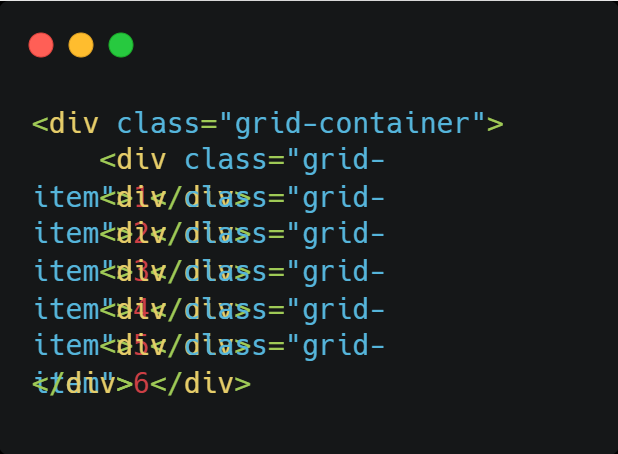 <div class="grid-container">
<div class="grid-
item">1</div>
<div class="grid-
item">2</div>
<div class="grid-
item">3</div>
<div class="grid-
item">4</div>
<div class="grid-
item">5</div>
<div class="grid-
item">6</div>
</div>